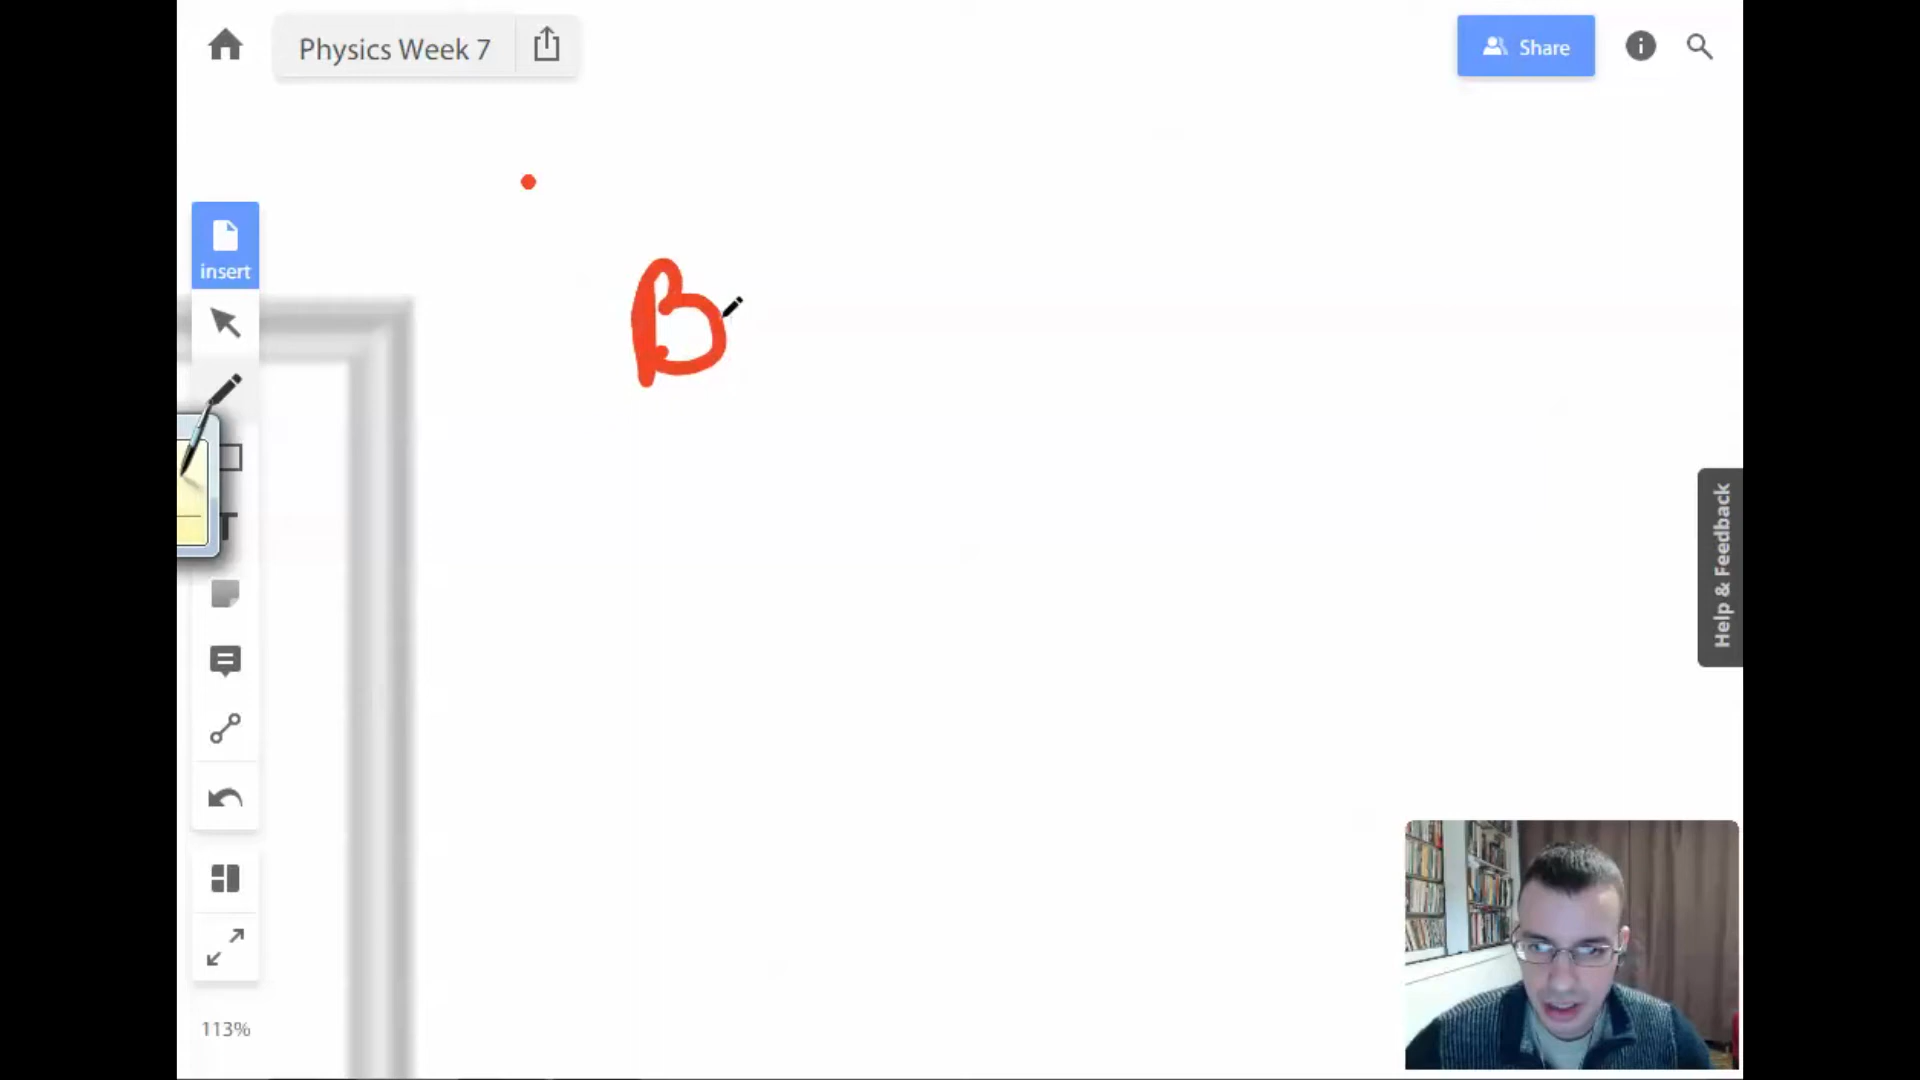 Physics Week 7
Share
insert
B
T
Help & Feedback
113%